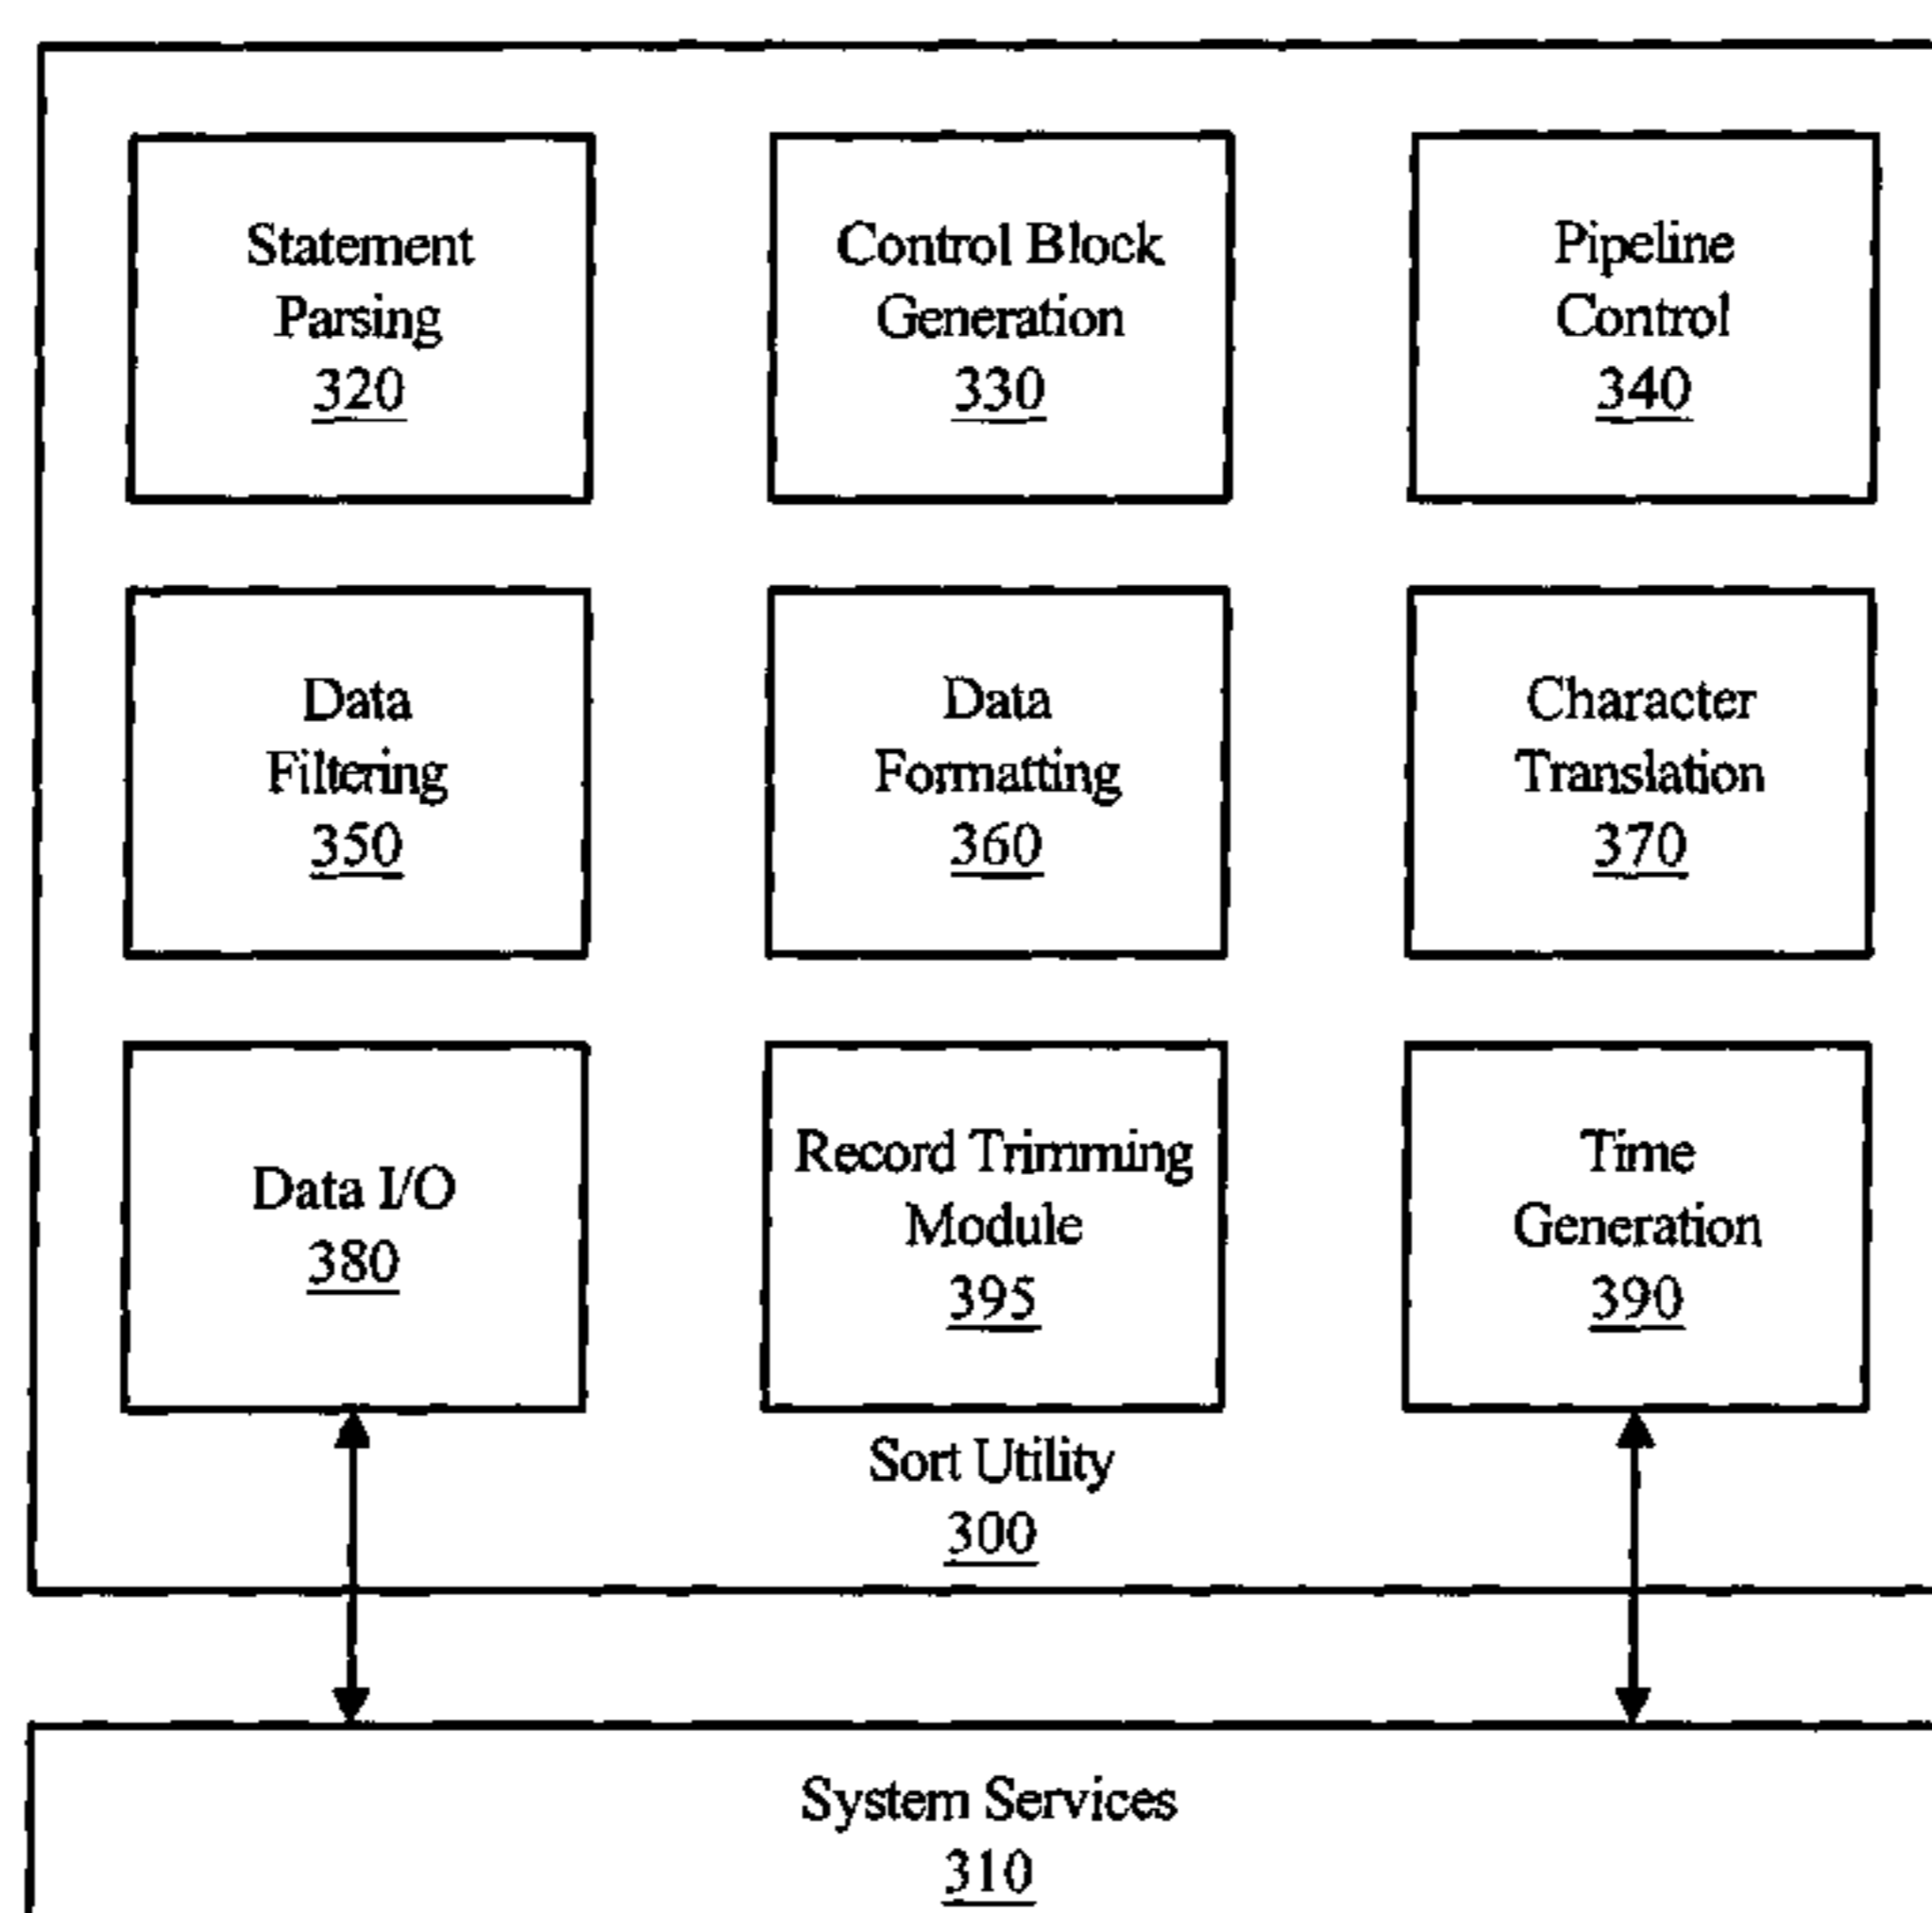 Statement
Parsing
320
Control Block
Generation
330
Pipeline
Control
340
Data
Filtering
350
Data
Formatting
360
Character
Translation
370
Data I/O
380
Record Trimming
Module
395
Time
Generation
390
Sort Utility
300
System Services
310